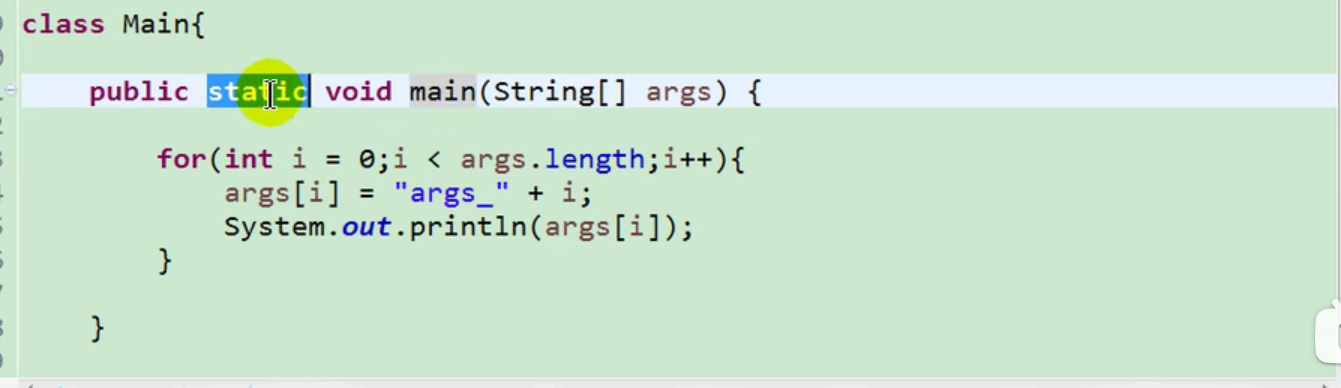 class Main{
public static void main(String[] args) {
for(int i = 0;i < args.length;i++){
args[i] = "args_" + i;
System.out.println(args[i]);
}
}